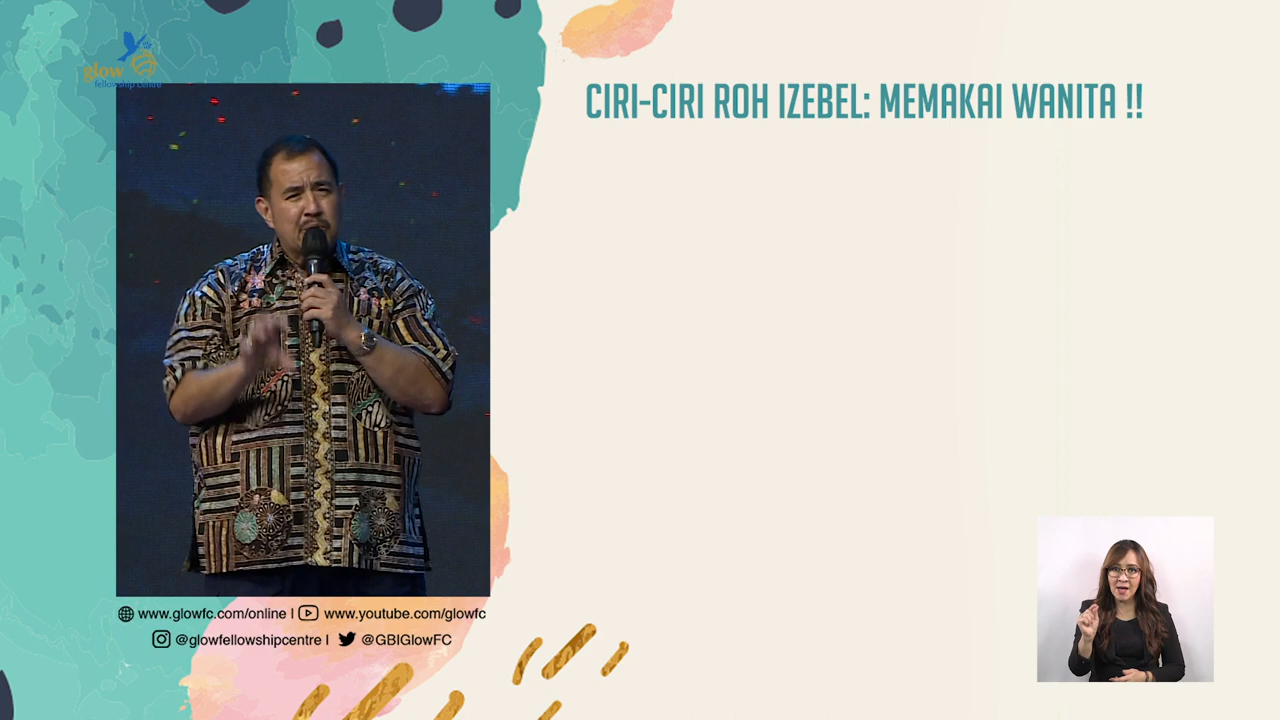 glow
fellowship centre
CIRI-CIRI ROH IZEBEL: MEMAKAI WANITA !!
www.glowfc.com/online | www.youtube.com/glowfc
@glowfellowshipcentre | @GBIGlowFC